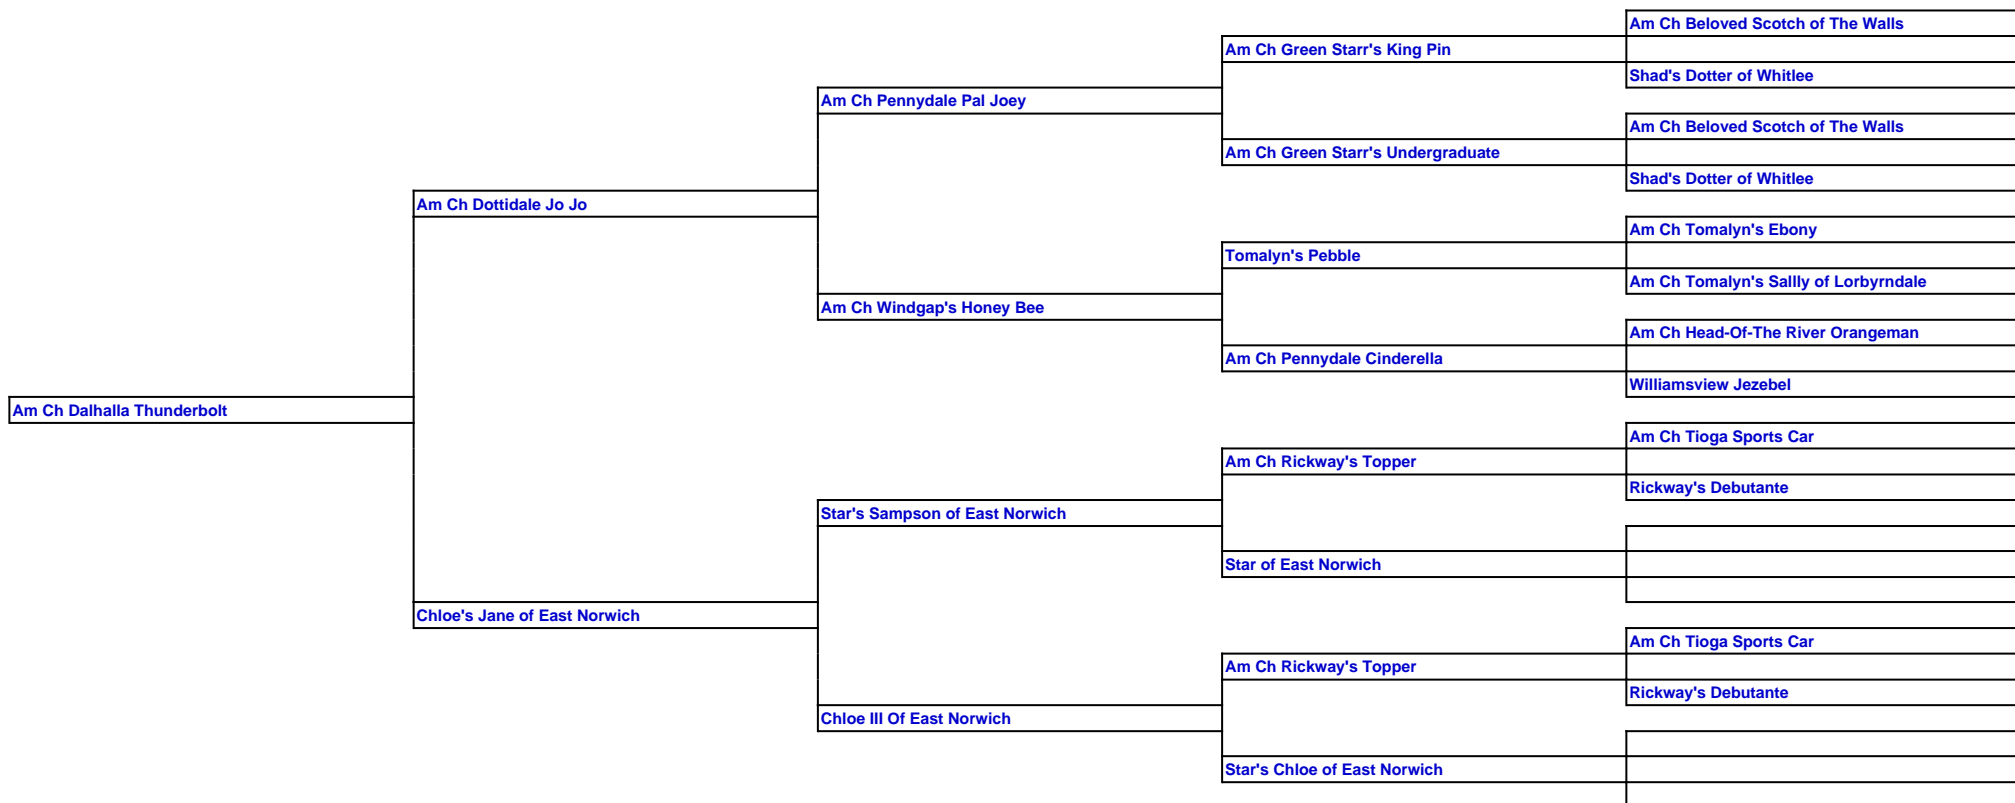 Am Ch Beloved Scotch of The Walls
Am Ch Green Starr's King Pin
Shad's Dotter of Whitlee
Am Ch Pennydale Pal Joey
Am Ch Beloved Scotch of The Walls
Am Ch Green Starr's Undergraduate
Shad's Dotter of Whitlee
Am Ch Dottidale Jo Jo
Am Ch Tomalyn's Ebony
Tomalyn's Pebble
Am Ch Tomalyn's Sallly of Lorbyrndale
Am Ch Windgap's Honey Bee
Am Ch Head-Of-The River Orangeman
Am Ch Pennydale Cinderella
Williamsview Jezebel
Am Ch Dalhalla Thunderbolt
Am Ch Tioga Sports Car
Am Ch Rickway's Topper
Rickway's Debutante
Star's Sampson of East Norwich
Star of East Norwich
Chloe's Jane of East Norwich
Am Ch Tioga Sports Car
Am Ch Rickway's Topper
Rickway's Debutante
Chloe III Of East Norwich
Star's Chloe of East Norwich